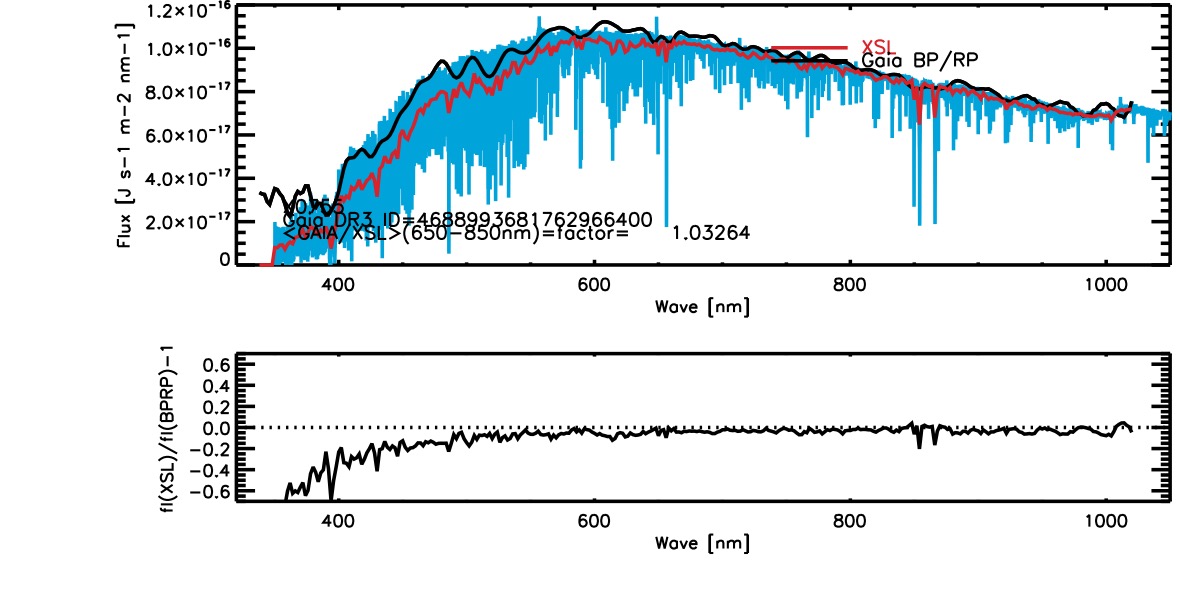 1.2×10−16
1.0×10−16
8.0×10−17
6.0×10−17
4.0×10−17
2.0×10−17
0
Flux [J s−1 m−2 nm−1]
XSL
Gaia BP/RP
Gaia DR3 ID=4688993681762966400
<GAIA/XSL>(650−850nm)=factor= 1.03264
400 600 800 1000
Wave [nm]
0.6
0.4
0.2
0.0
−0.2
−0.4
−0.6
fl(XSL)/fl(BPRP)−1
400 600 800 1000
Wave [nm]